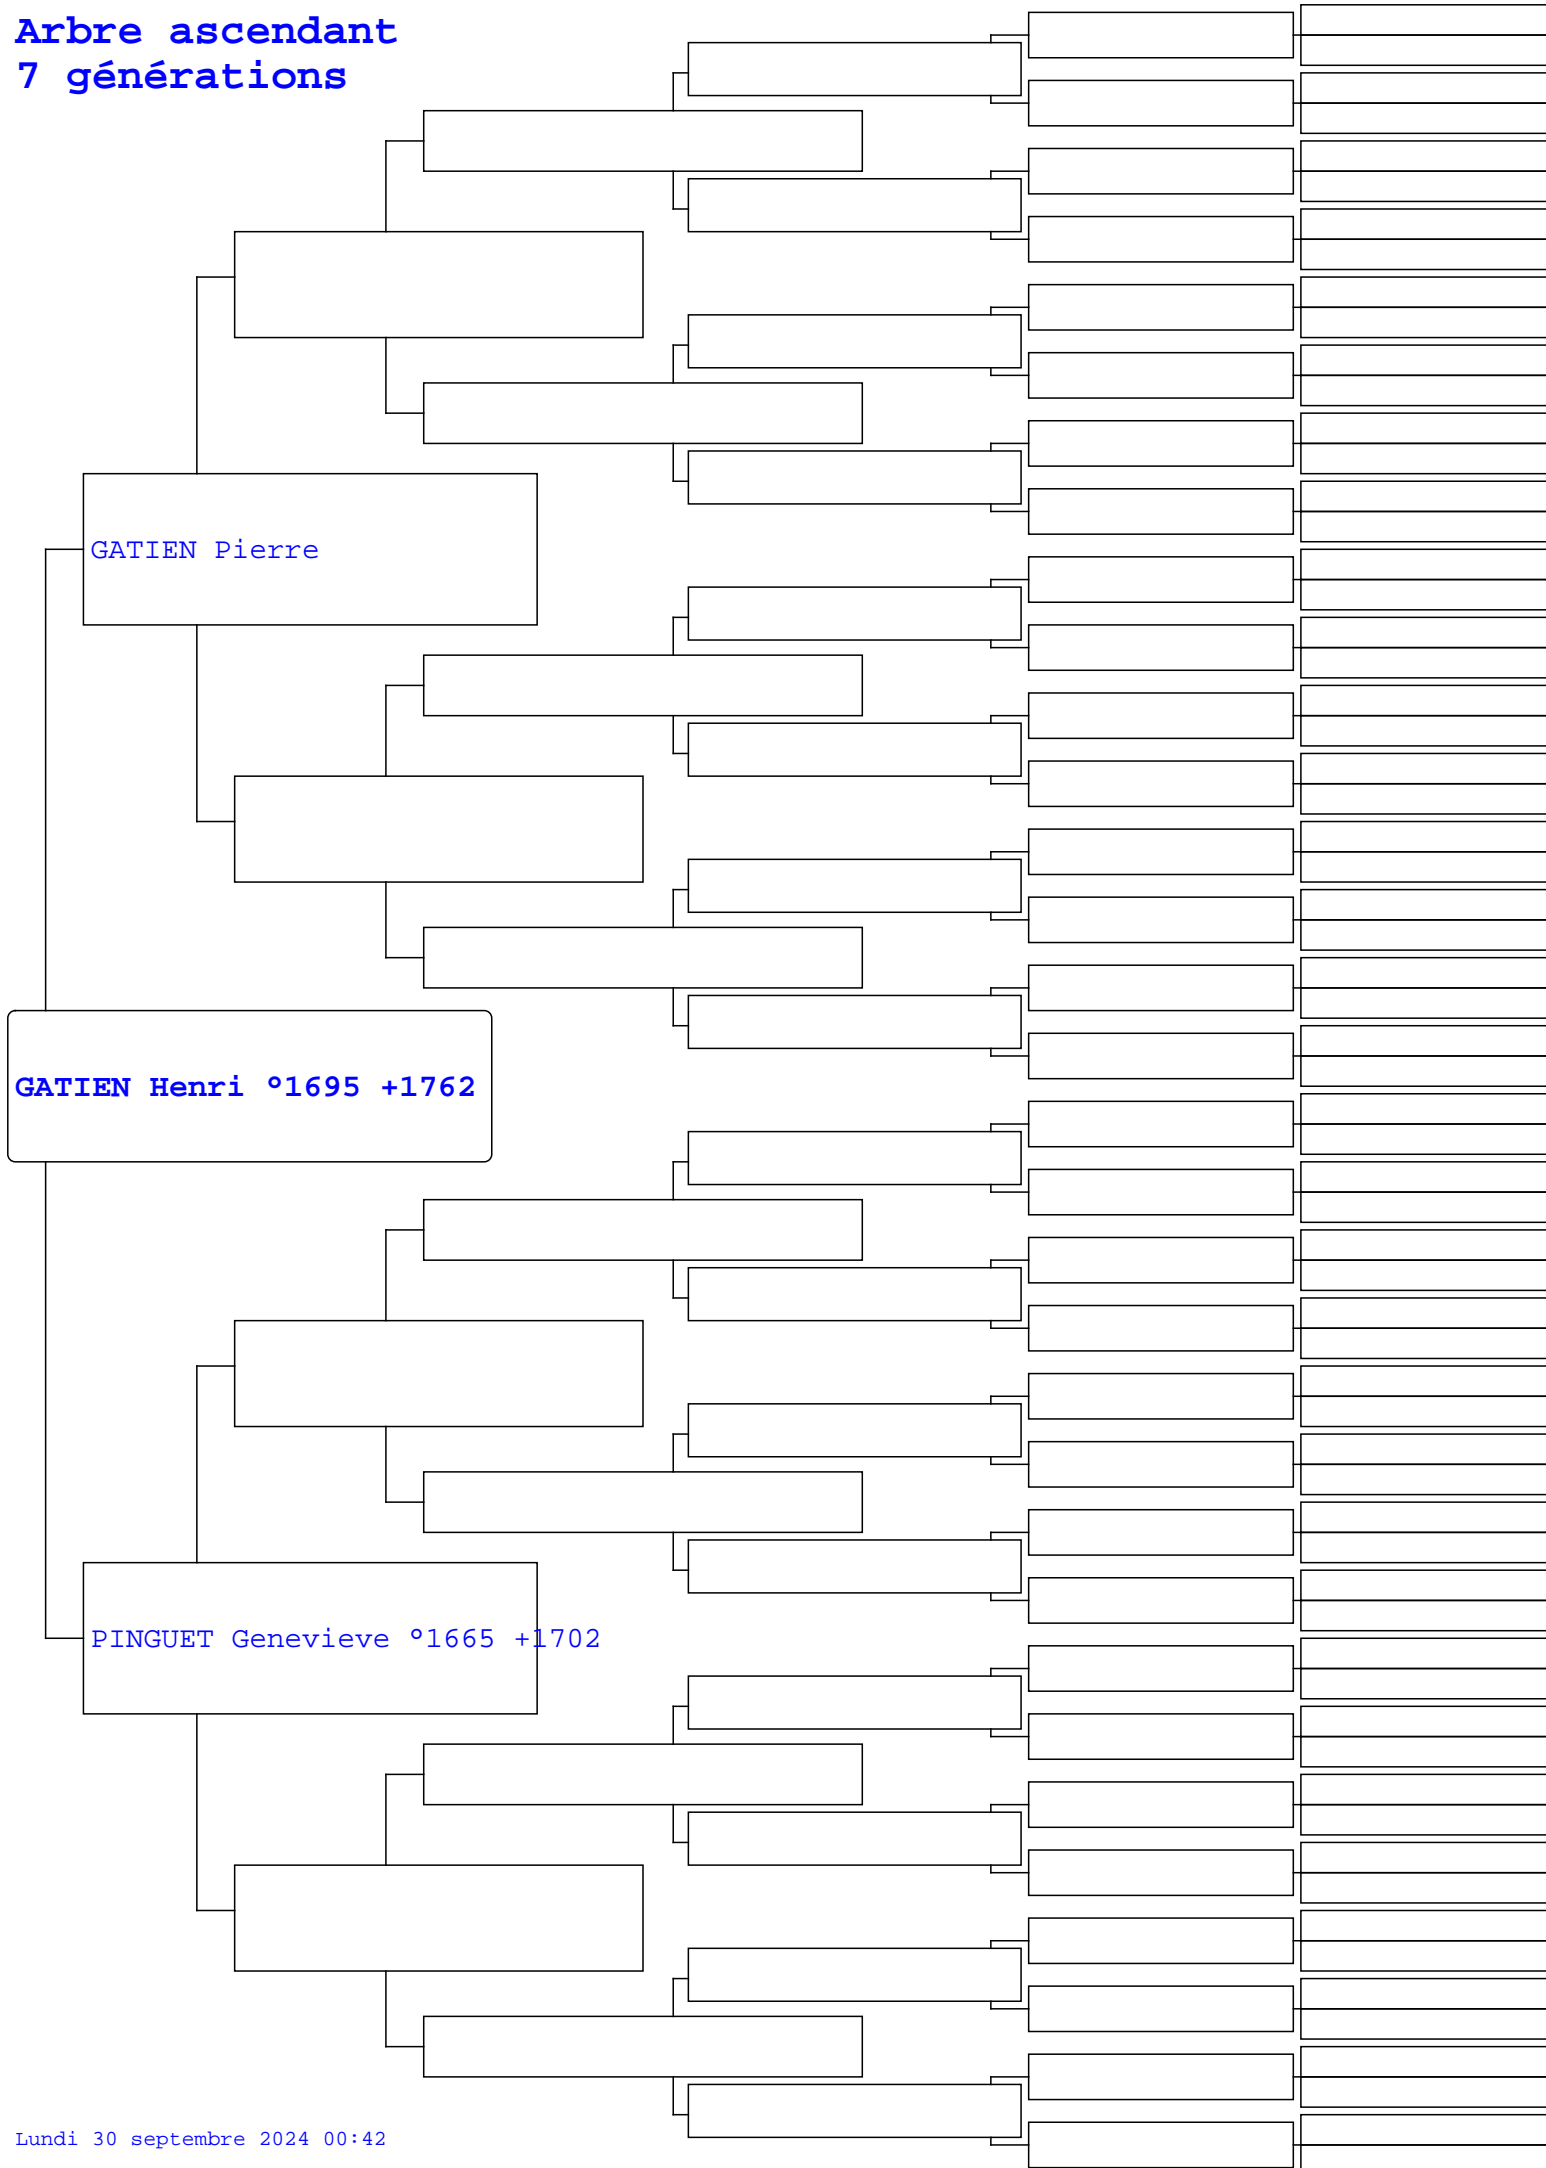 Arbre ascendant
7 générations
GATIEN Pierre
GATIEN Henri °1695 +1762
PINGUET Genevieve °1665 +1702
Lundi 30 septembre 2024 00:42